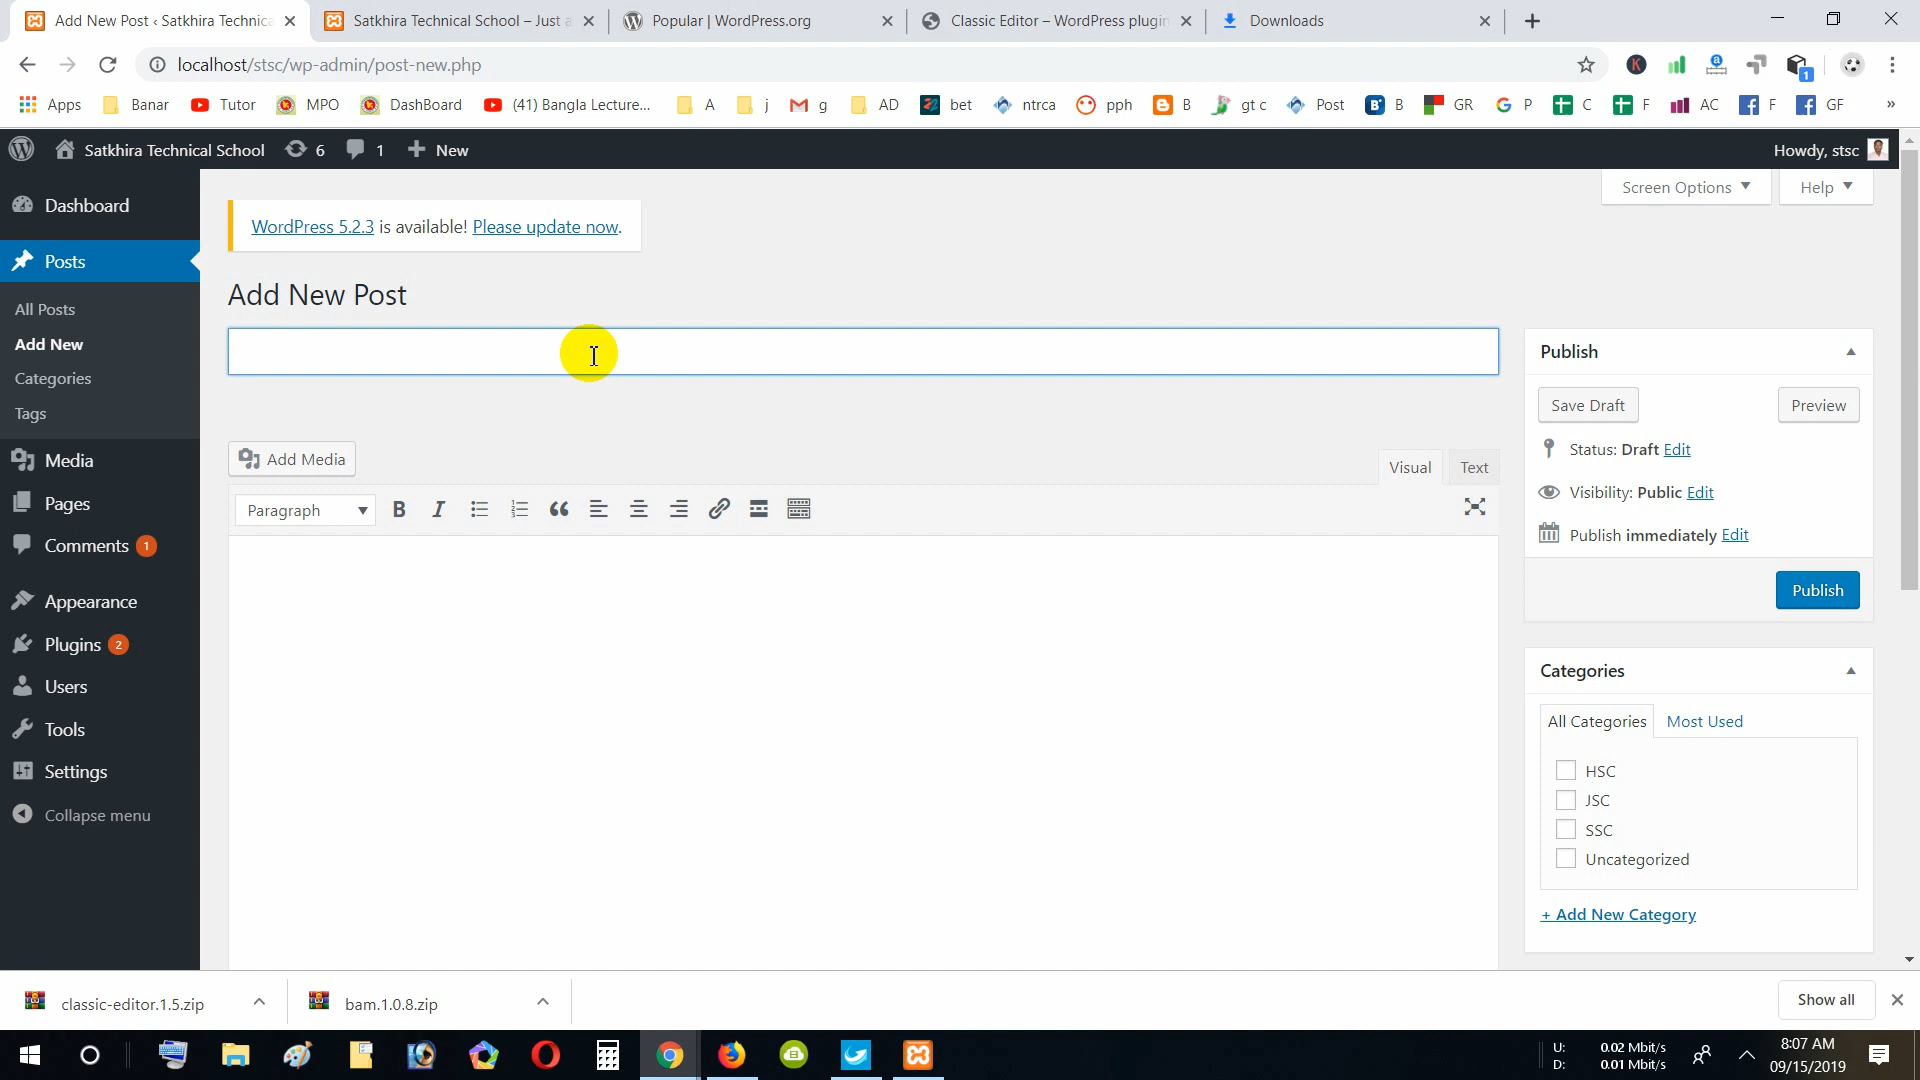 Add New Post ‹ Satkhira Technica
Satkhira Technical School – Just a
Popular | WordPress.org
Classic Editor – WordPress plugin
Downloads
localhost/stsc/wp-admin/post-new.php
1
Apps
Banar
Tutor
MPO
DashBoard
(41) Bangla Lecture...
A
j
g
AD
bet
ntrca
pph
B
gt c
Post
B
GR
P
C
F
AC
F
GF
»
Satkhira Technical School
6
1
New
Howdy, stsc
Screen Options
Help
Dashboard
Posts
All Posts
Add New
Categories
Tags
Media
Pages
Comments 1
Appearance
Plugins 2
Users
Tools
Settings
Collapse menu
WordPress 5.2.3 is available! Please update now.
Add New Post
Add Media
Visual
Text
Paragraph
B
I
Publish
Save Draft
Preview
Status: Draft Edit
Visibility: Public Edit
Publish immediately Edit
Publish
Categories
All Categories
Most Used
HSC
JSC
SSC
Uncategorized
+ Add New Category
classic-editor.1.5.zip
bam.1.0.8.zip
Show all
U: 0.02 Mbit/s
D: 0.01 Mbit/s
8:07 AM
09/15/2019